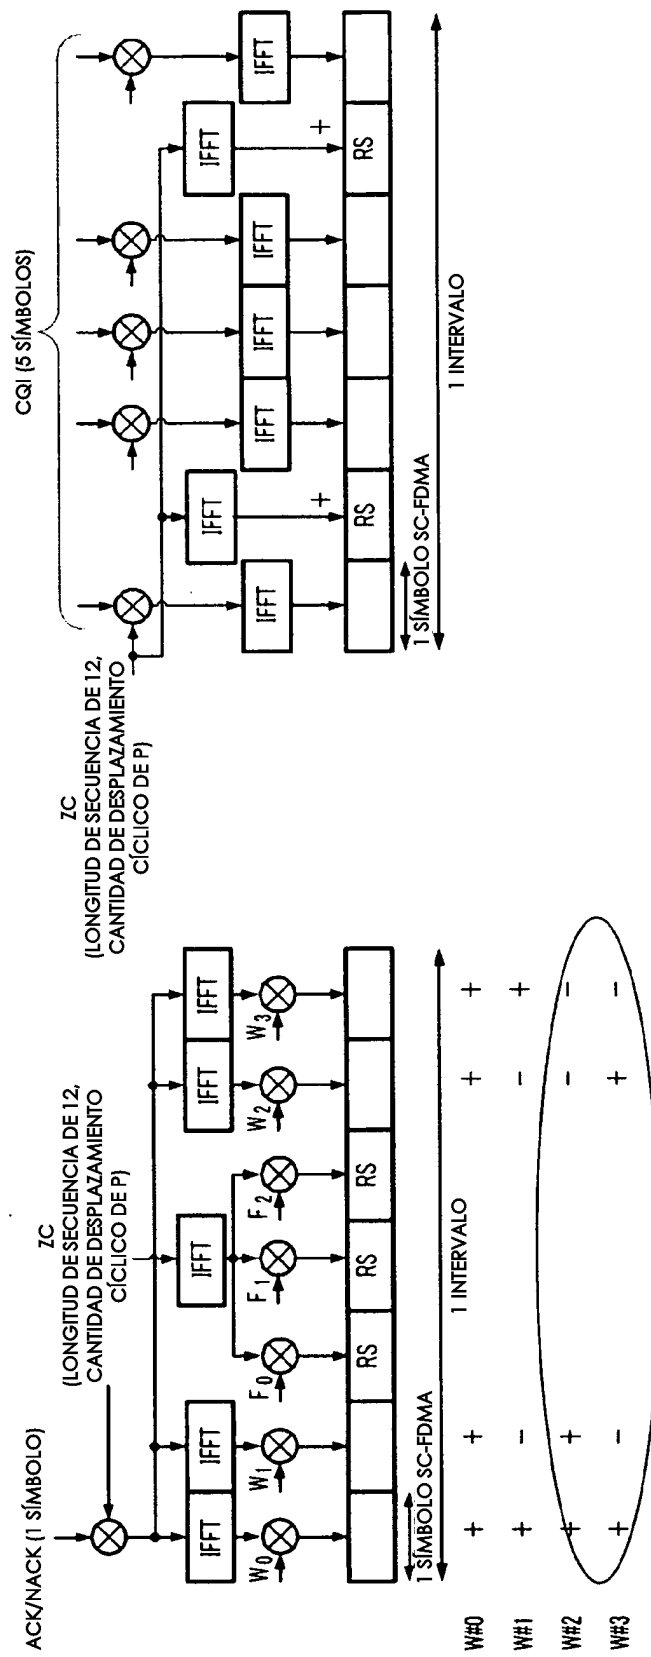 ACK/NACK (1 SÍMBOLO)
ZC
(LONGITUD DE SECUENCIA DE 12,
CANTIDAD DE DESPLAZAMIENTO
CÍCLICO DE P)
IFFT IFFT IFFT IFFT IFFT
W0 W1 F0 F1 F2 W2 W3
RS RS RS
1 SÍMBOLO SC-FDMA
1 INTERVALO
W#0 + + + +
W#1 + - - +
W#2 + + - -
W#3 + - + -
CQI (5 SÍMBOLOS)
ZC
(LONGITUD DE SECUENCIA DE 12,
CANTIDAD DE DESPLAZAMIENTO
CÍCLICO DE P)
IFFT IFFT
IFFT IFFT IFFT IFFT IFFT
+ +
RS RS
1 SÍMBOLO SC-FDMA
1 INTERVALO